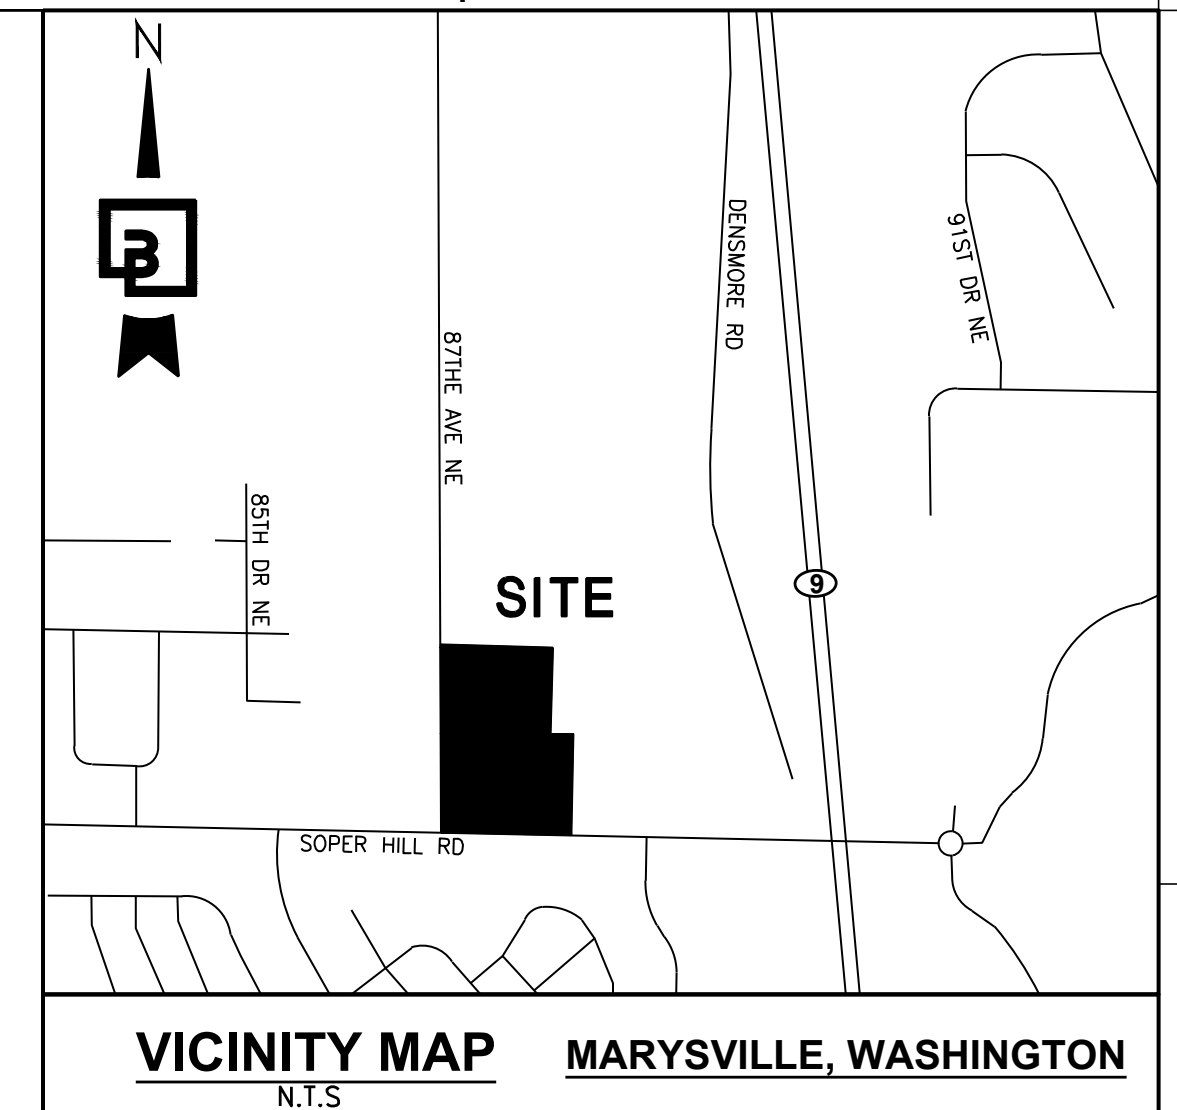 N
B
DENSMORE RD
91ST DR NE
87THE AVE NE
85TH DR NE
SITE
9
SOPER HILL RD
VICINITY MAP
N.T.S
MARYSVILLE, WASHINGTON